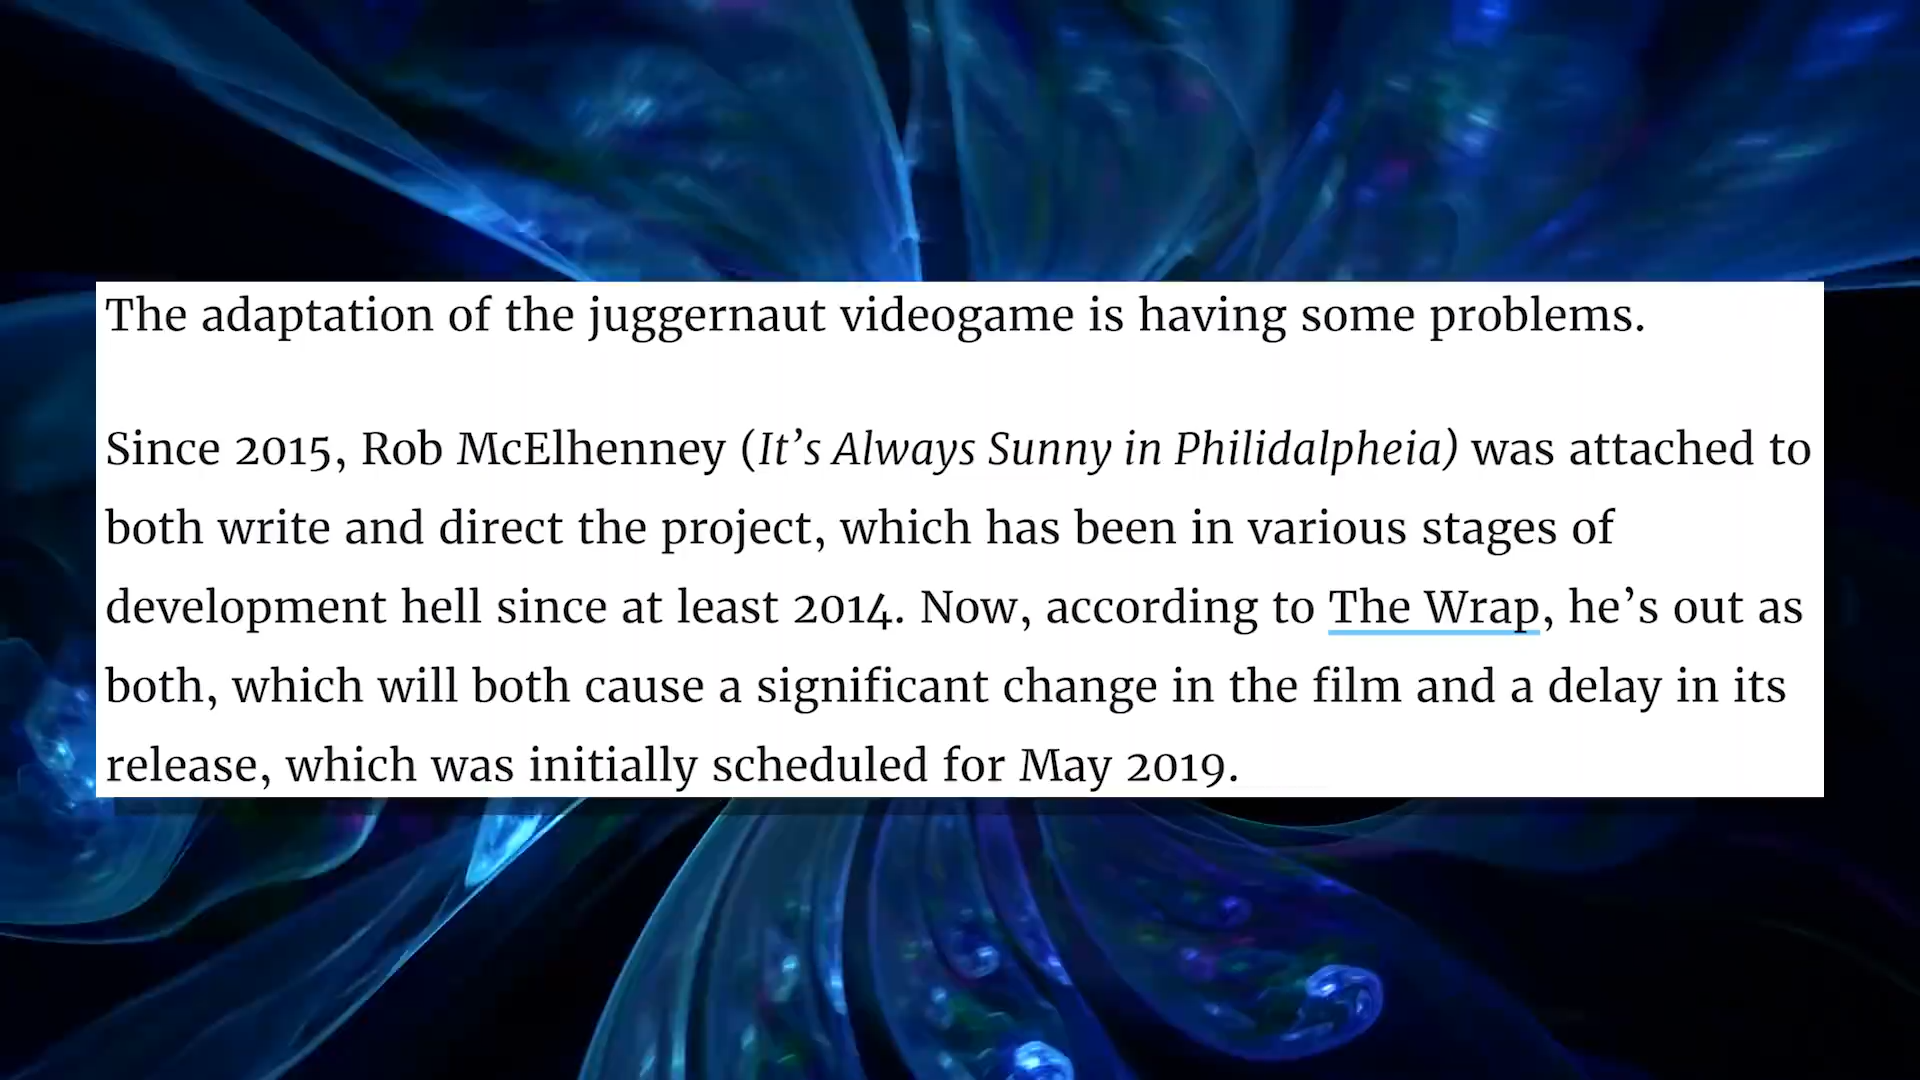 The adaptation of the juggernaut videogame is having some problems.
Since 2015, Rob McElhenney (It’s Always Sunny in Philidalpheia) was attached to
both write and direct the project, which has been in various stages of
development hell since at least 2014. Now, according to The Wrap, he’s out as
both, which will both cause a significant change in the film and a delay in its
release, which was initially scheduled for May 2019.